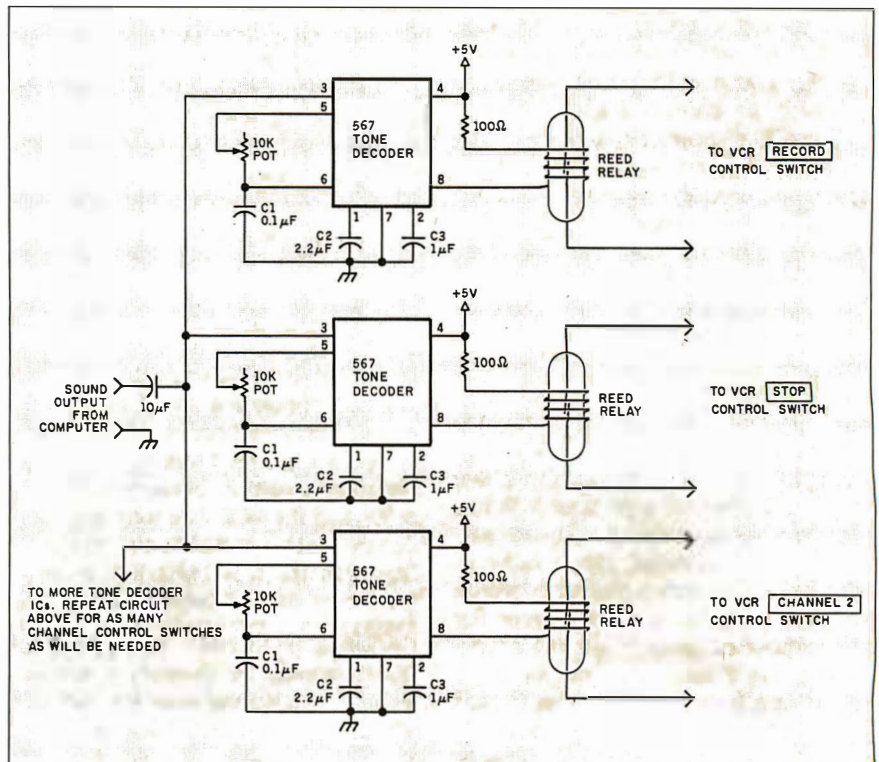 +5V
3
4
5
567
TONE
DECODER
100Ω
10K
POT
6
8
REED
RELAY
TO VCR RECORD
CONTROL SWITCH
C1
0.1µF
1
7
2
C2
2.2µF
C3
1µF
+5V
3
4
5
567
TONE
DECODER
100Ω
10K
POT
6
8
REED
RELAY
TO VCR STOP
CONTROL SWITCH
SOUND
OUTPUT
FROM
COMPUTER
10µF
C1
0.1µF
1
7
2
C2
2.2µF
C3
1µF
+5V
3
4
5
567
TONE
DECODER
100Ω
10K
POT
6
8
REED
RELAY
TO VCR CHANNEL 2
CONTROL SWITCH
TO MORE TONE DECODER
ICs. REPEAT CIRCUIT
ABOVE FOR AS MANY
CHANNEL CONTROL SWITCHES
AS WILL BE NEEDED
C1
0.1µF
1
7
2
C2
2.2µF
C3
1µF